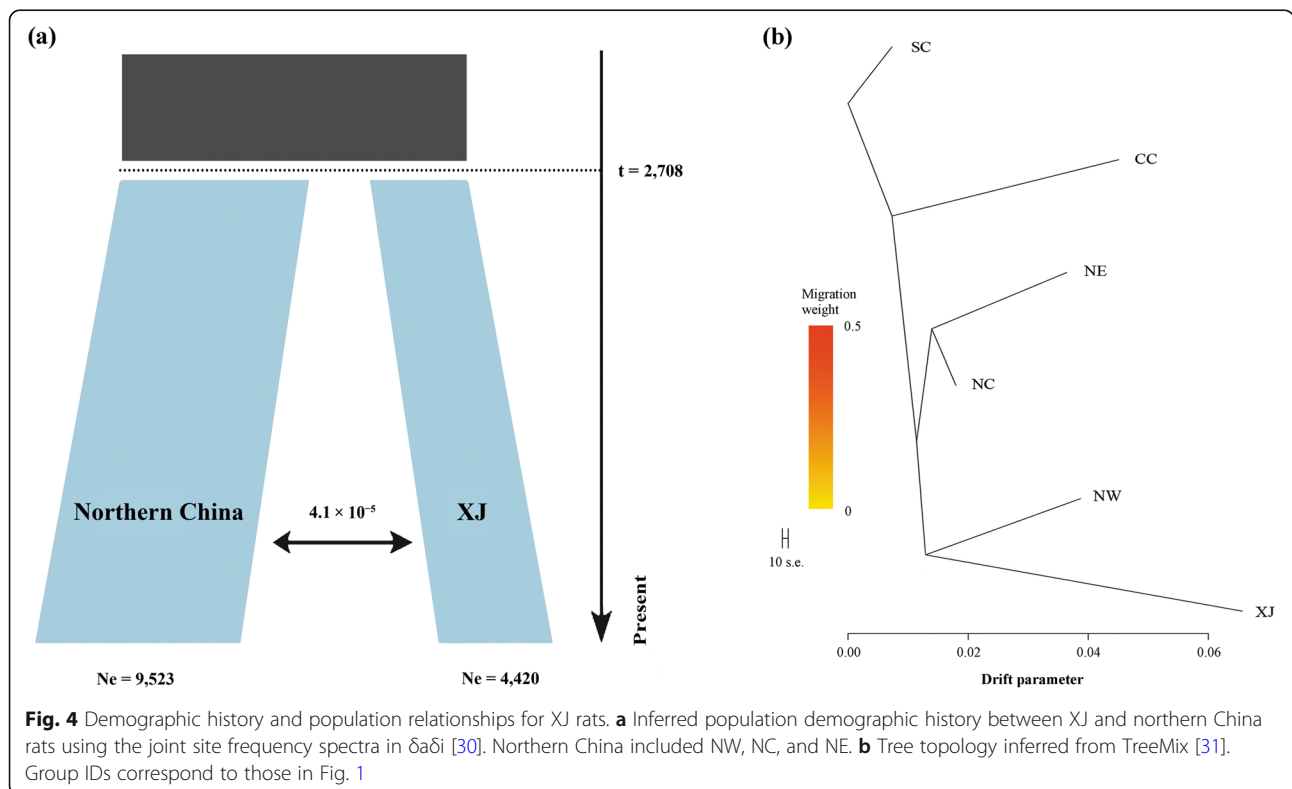 (a)
t = 2,708
Northern China
4.1 × 10⁻⁵
XJ
Present
Ne = 9,523
Ne = 4,420
(b)
SC
CC
NE
Migration
weight
0.5
NC
0
NW
10 s.e.
XJ
0.00
0.02
0.04
0.06
Drift parameter
Fig. 4 Demographic history and population relationships for XJ rats. a Inferred population demographic history between XJ and northern China
rats using the joint site frequency spectra in δaδi [30]. Northern China included NW, NC, and NE. b Tree topology inferred from TreeMix [31].
Group IDs correspond to those in Fig. 1